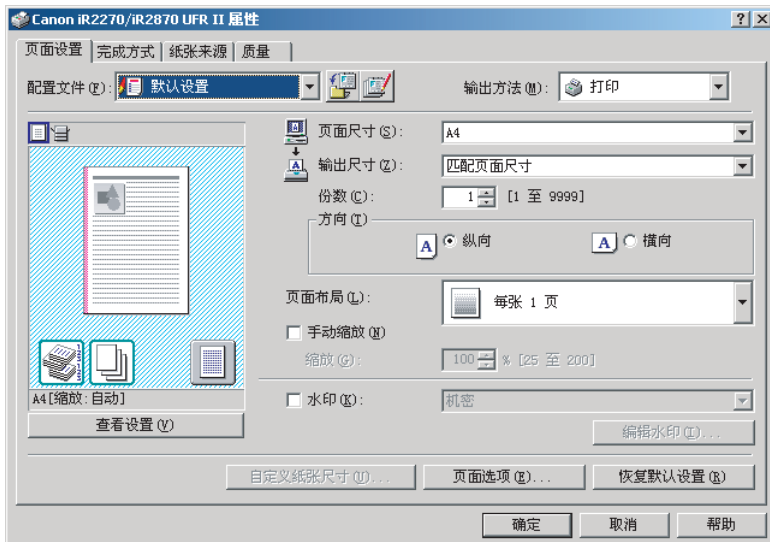 Canon iR2270/iR2870 UFR II 属性
页面设置 完成方式 纸张来源 质量
配置文件(F): 默认设置 输出方法(M): 打印
页面尺寸(S): A4
输出尺寸(Z): 匹配页面尺寸
份数(C): 1 [1 至 9999]
方向(T)
A 纵向 A 横向
页面布局(L): 每张 1 页
手动缩放(N)
缩放(G): 100 % [25 至 200]
A4[缩放:自动]
水印(K): 机密
查看设置(V)
编辑水印(I)...
自定义纸张尺寸(U)... 页面选项(E)... 恢复默认设置(R)
确定 取消 帮助